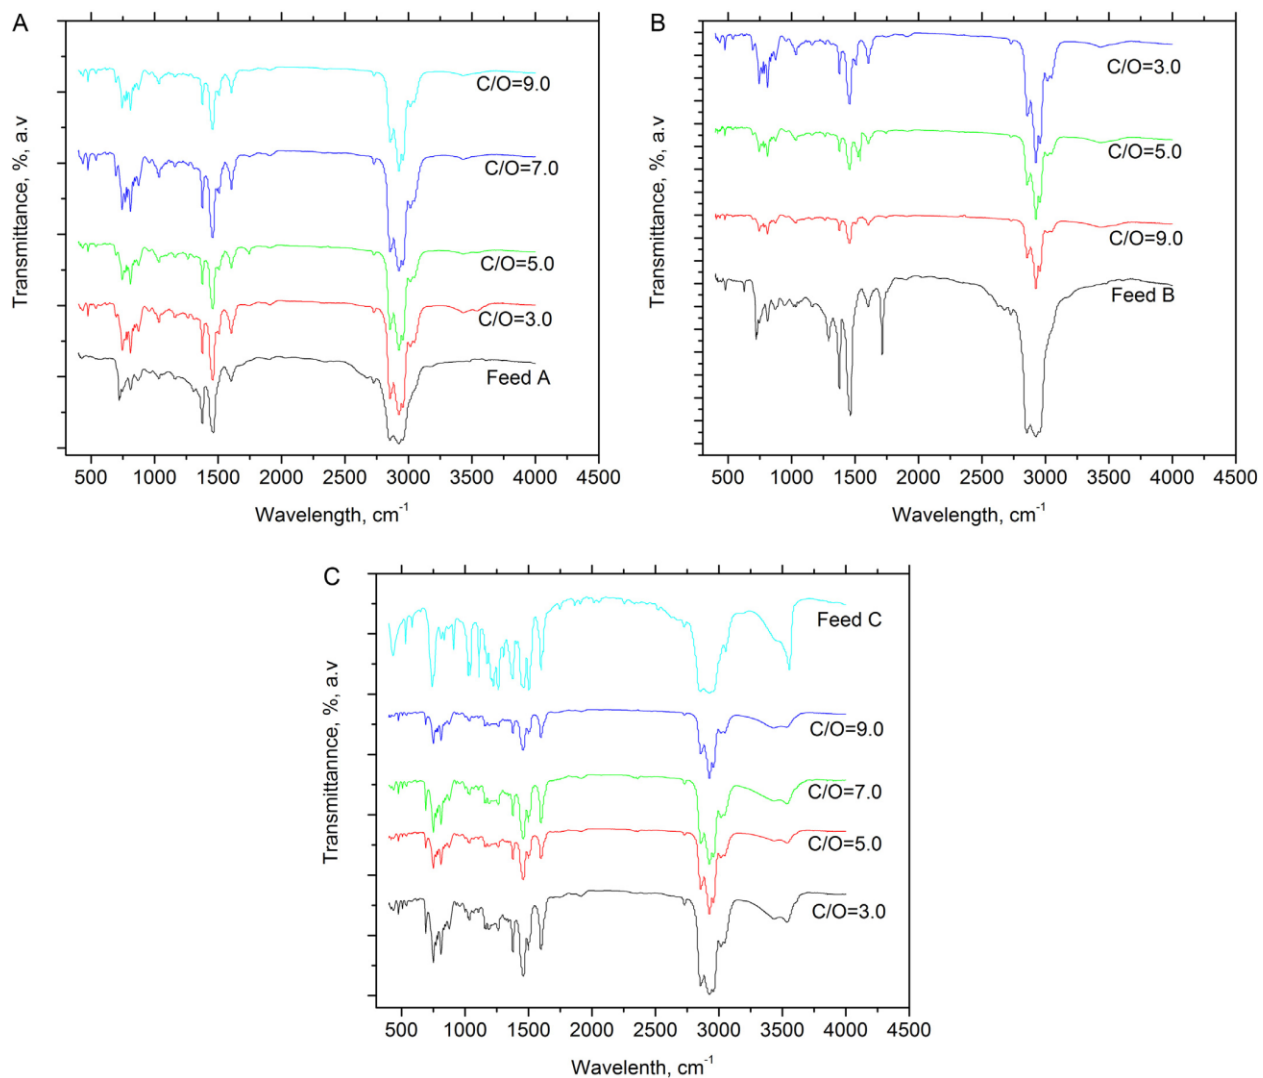 A
Transmittance, %, a.v
C/O=9.0
C/O=7.0
C/O=5.0
C/O=3.0
Feed A
500 1000 1500 2000 2500 3000 3500 4000 4500
Wavelength, cm-1
B
Transmittance, %, a.v
C/O=3.0
C/O=5.0
C/O=9.0
Feed B
500 1000 1500 2000 2500 3000 3500 4000 4500
Wavelength, cm-1
C
Transmittannce, %, a.v
Feed C
C/O=9.0
C/O=7.0
C/O=5.0
C/O=3.0
500 1000 1500 2000 2500 3000 3500 4000 4500
Wavelenth, cm-1